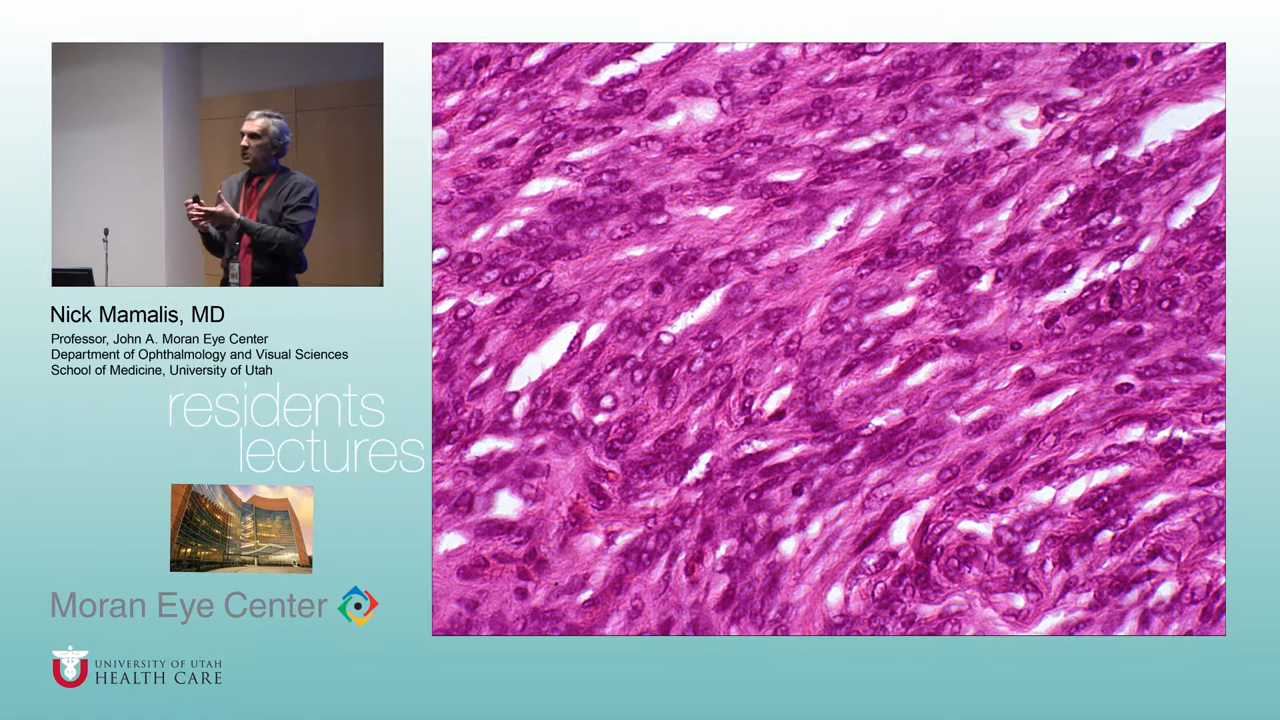 Nick Mamalis, MD
Professor, John A. Moran Eye Center
Department of Ophthalmology and Visual Sciences
School of Medicine, University of Utah
residents
lectures
Moran Eye Center
UNIVERSITY OF UTAH
HEALTH CARE